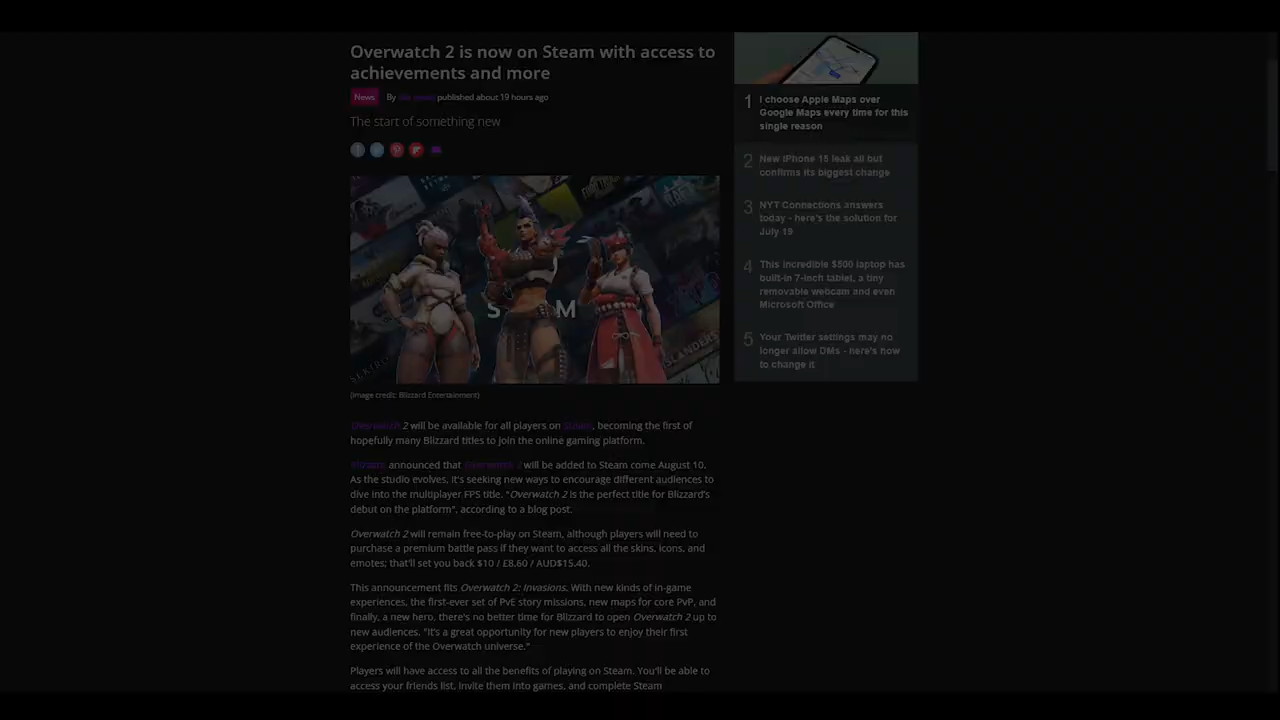 Overwatch 2 is now on Steam with access to
achievements and more
News By published about 19 hours ago
The start of something new
S M
SEKIRO
ISLANDERS
(Image credit: Blizzard Entertainment)
Overwatch 2 will be available for all players on Steam, becoming the first of
hopefully many Blizzard titles to join the online gaming platform.
Blizzard announced that Overwatch 2 will be added to Steam come August 10.
As the studio evolves, it's seeking new ways to encourage different audiences to
dive into the multiplayer FPS title. "Overwatch 2 is the perfect title for Blizzard's
debut on the platform", according to a blog post.
Overwatch 2 will remain free-to-play on Steam, although players will need to
purchase a premium battle pass if they want to access all the skins, icons, and
emotes; that'll set you back $10 / £8.60 / AUD$15.40.
This announcement fits Overwatch 2: Invasions. With new kinds of in-game
experiences, the first-ever set of PvE story missions, new maps for core PvP, and
finally, a new hero, there's no better time for Blizzard to open Overwatch 2 up to
new audiences. "It's a great opportunity for new players to enjoy their first
experience of the Overwatch universe."
Players will have access to all the benefits of playing on Steam. You'll be able to
access your friends list, invite them into games, and complete Steam
1 I choose Apple Maps over
Google Maps every time for this
single reason
2 New iPhone 15 leak all but
confirms its biggest change
3 NYT Connections answers
today - here's the solution for
July 19
4 This incredible $500 laptop has
built-in 7-inch tablet, a tiny
removable webcam and even
Microsoft Office
5 Your Twitter settings may no
longer allow DMs - here's how
to change it